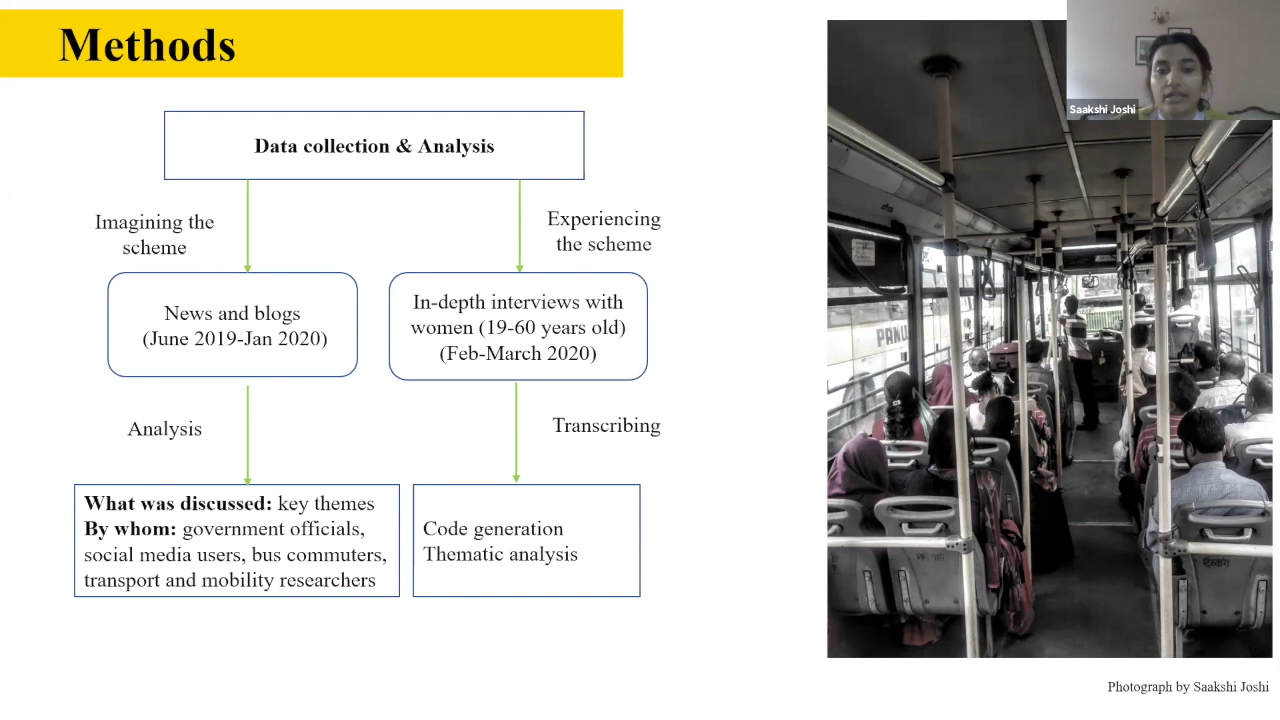 Methods
Data collection & Analysis
Imagining the
scheme
Experiencing
the scheme
News and blogs
(June 2019-Jan 2020)
In-depth interviews with
women (19-60 years old)
(Feb-March 2020)
Analysis
Transcribing
What was discussed: key themes
By whom: government officials,
social media users, bus commuters,
transport and mobility researchers
Code generation
Thematic analysis
Saakshi Joshi
PANJ
दिव्यांग
Photograph by Saakshi Joshi